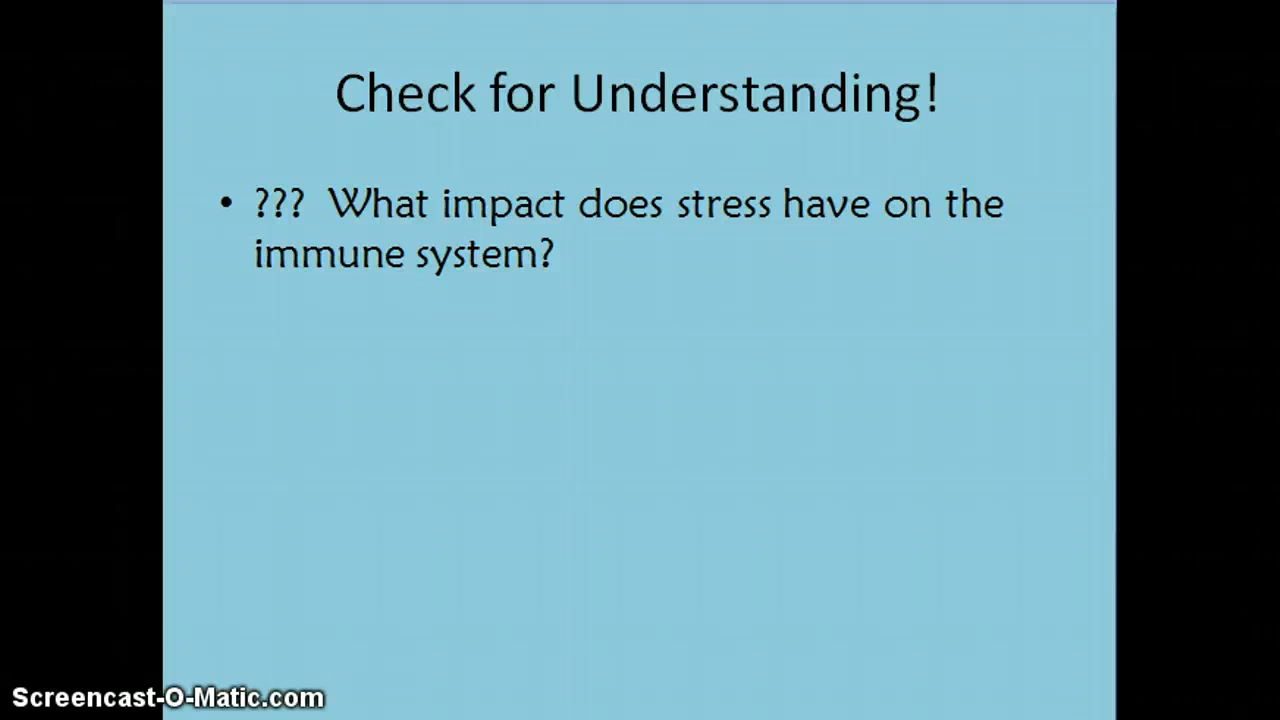 Check for Understanding!
• ??? What impact does stress have on the
immune system?
Screencast-O-Matic.com